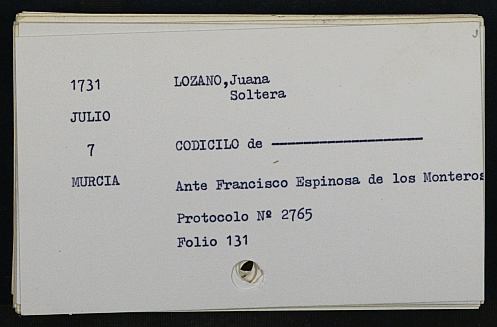 1731 LOZANO,Juana
Soltera
JULIO
7 CODICILO de
MURCIA Ante Francisco Espinosa de los Monteros
Protocolo Nº 2765
Folio 131